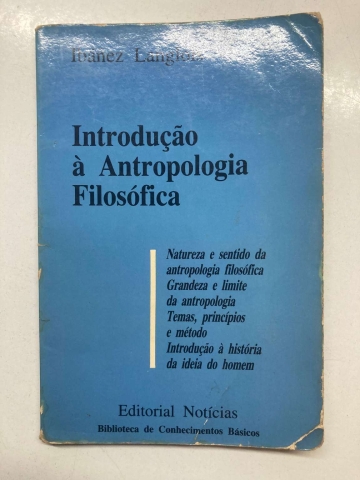 Ibáñez Langlois
Introdução
à Antropologia
Filosófica
Natureza e sentido da
antropologia filosófica
Grandeza e limite
da antropologia
Temas, princípios
e método
Introdução à história
da ideia do homem
Editorial Notícias
Biblioteca de Conhecimentos Básicos